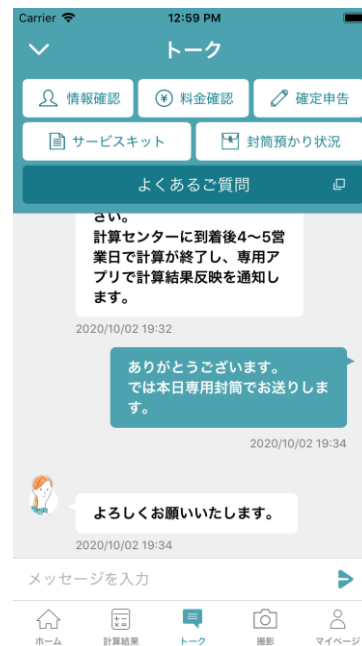 Carrier 12:59 PM
トーク
情報確認 料金確認 確定申告
サービスキット 封筒預かり状況
よくあるご質問
さい。
計算センターに到着後4〜5営
業日で計算が終了し、専用ア
プリで計算結果反映を通知し
ます。
2020/10/02 19:32
ありがとうございます。
では本日専用封筒でお送りしま
す。
2020/10/02 19:34
よろしくお願いいたします。
2020/10/02 19:34
メッセージを入力
ホーム 計算結果 トーク 撮影 マイページ